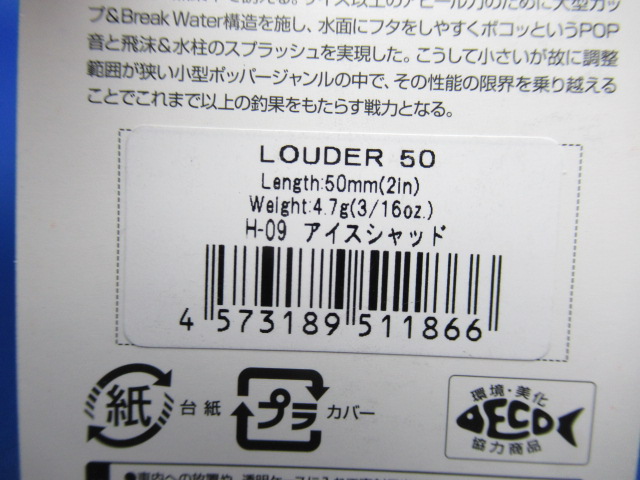 プ&Break Water構造を施し、水面にフタをしやすくポコッというPOP
音と飛沫&水柱のスプラッシュを実現した。こうして小さいが故に調整
範囲が狭い小型ポッパージャンルの中で、その性能の限界を乗り越える
ことでこれまで以上の釣果をもたらす戦力となる。
LOUDER 50
Length:50mm(2in)
Weight:4.7g(3/16oz.)
H-09 アイスシャッド
4 573189 511866
紙 台紙 プラ カバー
環境・美化
ECO
協力商品